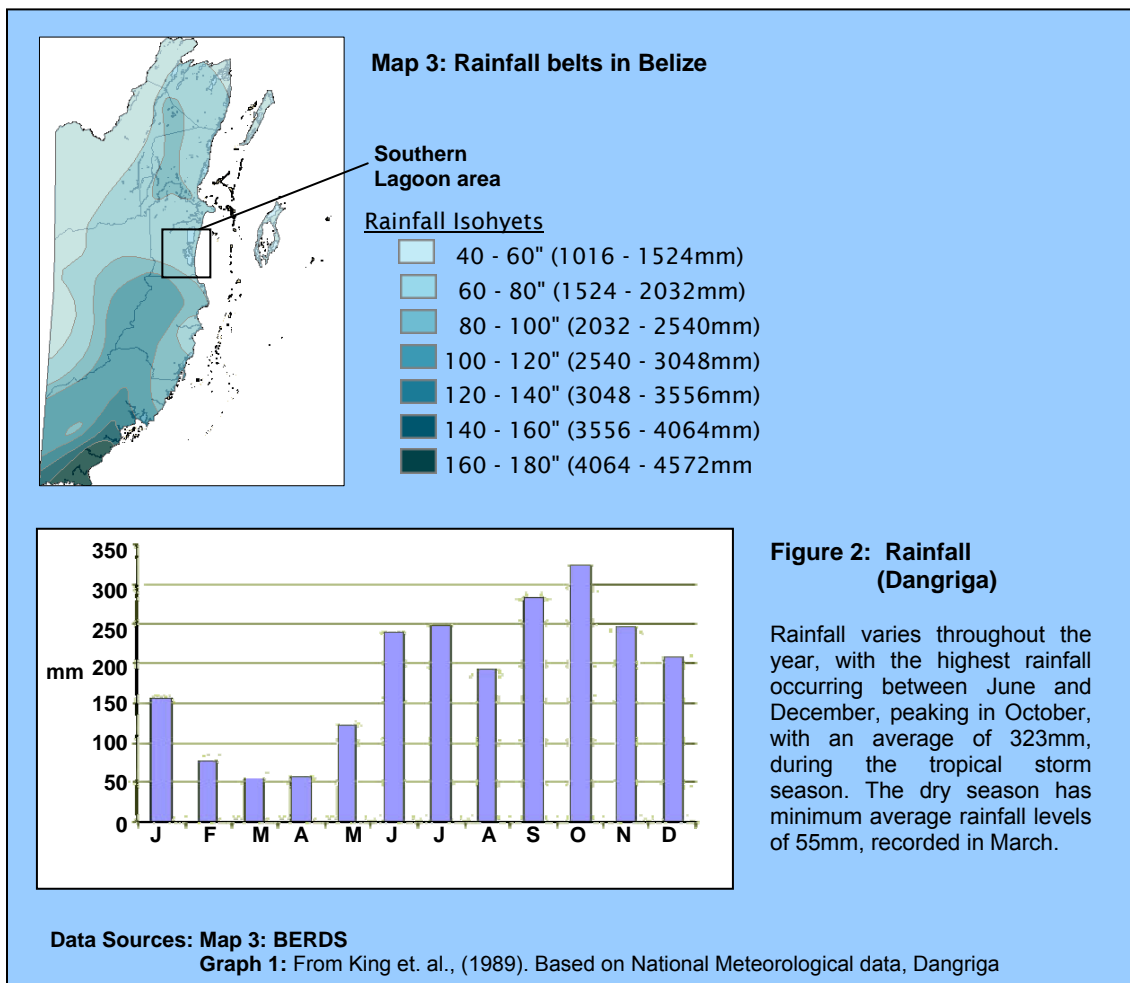 Map 3: Rainfall belts in Belize
Southern
Lagoon area
Rainfall Isohyets
40 - 60" (1016 - 1524mm)
60 - 80" (1524 - 2032mm)
80 - 100" (2032 - 2540mm)
100 - 120" (2540 - 3048mm)
120 - 140" (3048 - 3556mm)
140 - 160" (3556 - 4064mm)
160 - 180" (4064 - 4572mm
350
300
250
200
mm
150
100
50
0
J F M A M J J A S O N D
Figure 2: Rainfall
(Dangriga)
Rainfall varies throughout the
year, with the highest rainfall
occurring between June and
December, peaking in October,
with an average of 323mm,
during the tropical storm
season. The dry season has
minimum average rainfall levels
of 55mm, recorded in March.
Data Sources: Map 3: BERDS
Graph 1: From King et. al., (1989). Based on National Meteorological data, Dangriga